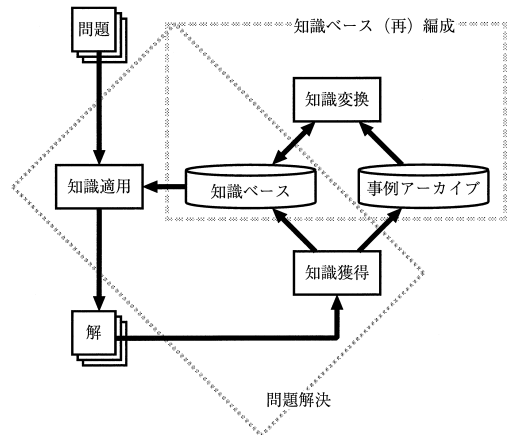 問題
知識ベース（再）編成
知識変換
知識適用
知識ベース
事例アーカイブ
知識獲得
解
問題解決